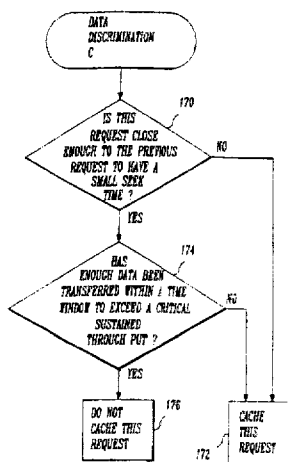 DATA
DISCRIMINATION
C
170
IS THIS
REQUEST CLOSE
ENOUGH TO THE PREVIOUS
REQUEST TO HAVE A
SMALL SEEK
TIME ?
NO
YES
174
HAS
ENOUGH DATA BEEN
TRANSFERRED WITHIN A TIME
WINDOW TO EXCEED A CRITICAL
SUSTAINED
THROUGH PUT ?
NO
YES
176
DO NOT
CACHE THIS
REQUEST
CACHE
THIS
REQUEST
172